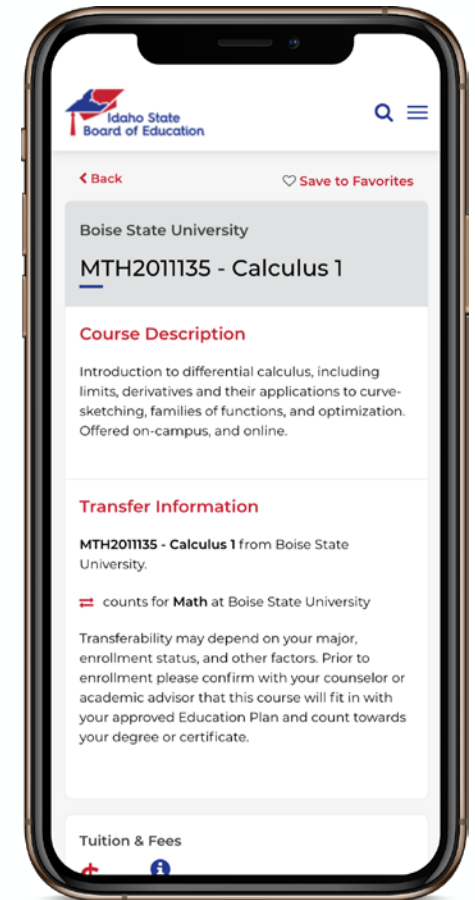 Idaho State
Board of Education
Back
Save to Favorites
Boise State University
MTH2011135 - Calculus 1
Course Description
Introduction to differential calculus, including
limits, derivatives and their applications to curve-
sketching, families of functions, and optimization.
Offered on-campus, and online.
Transfer Information
MTH2011135 - Calculus 1 from Boise State
University.
counts for Math at Boise State University
Transferability may depend on your major,
enrollment status, and other factors. Prior to
enrollment please confirm with your counselor or
academic advisor that this course will fit in with
your approved Education Plan and count towards
your degree or certificate.
Tuition & Fees